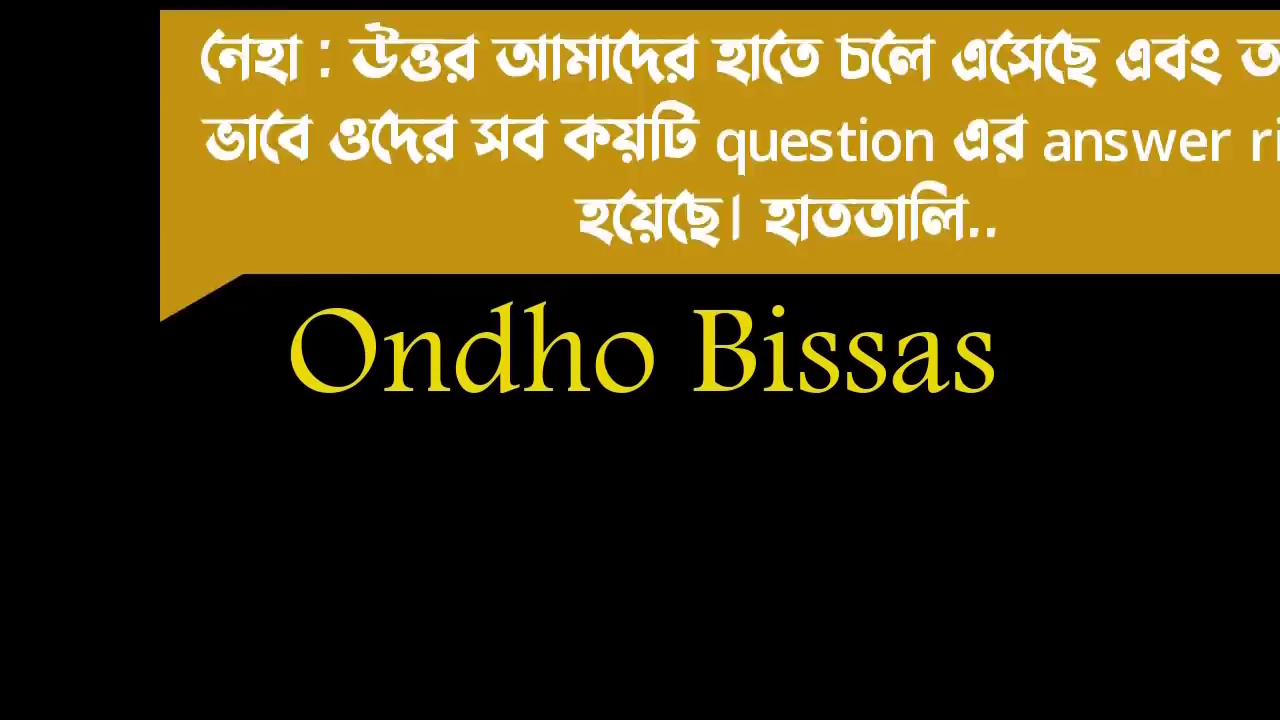 নেহা : উত্তর আমাদের হাতে চলে এসেছে এবং
ভাবে ওদের সব কয়টি question এর answer
হয়েছে। হাততালি..
Ondho Bissas